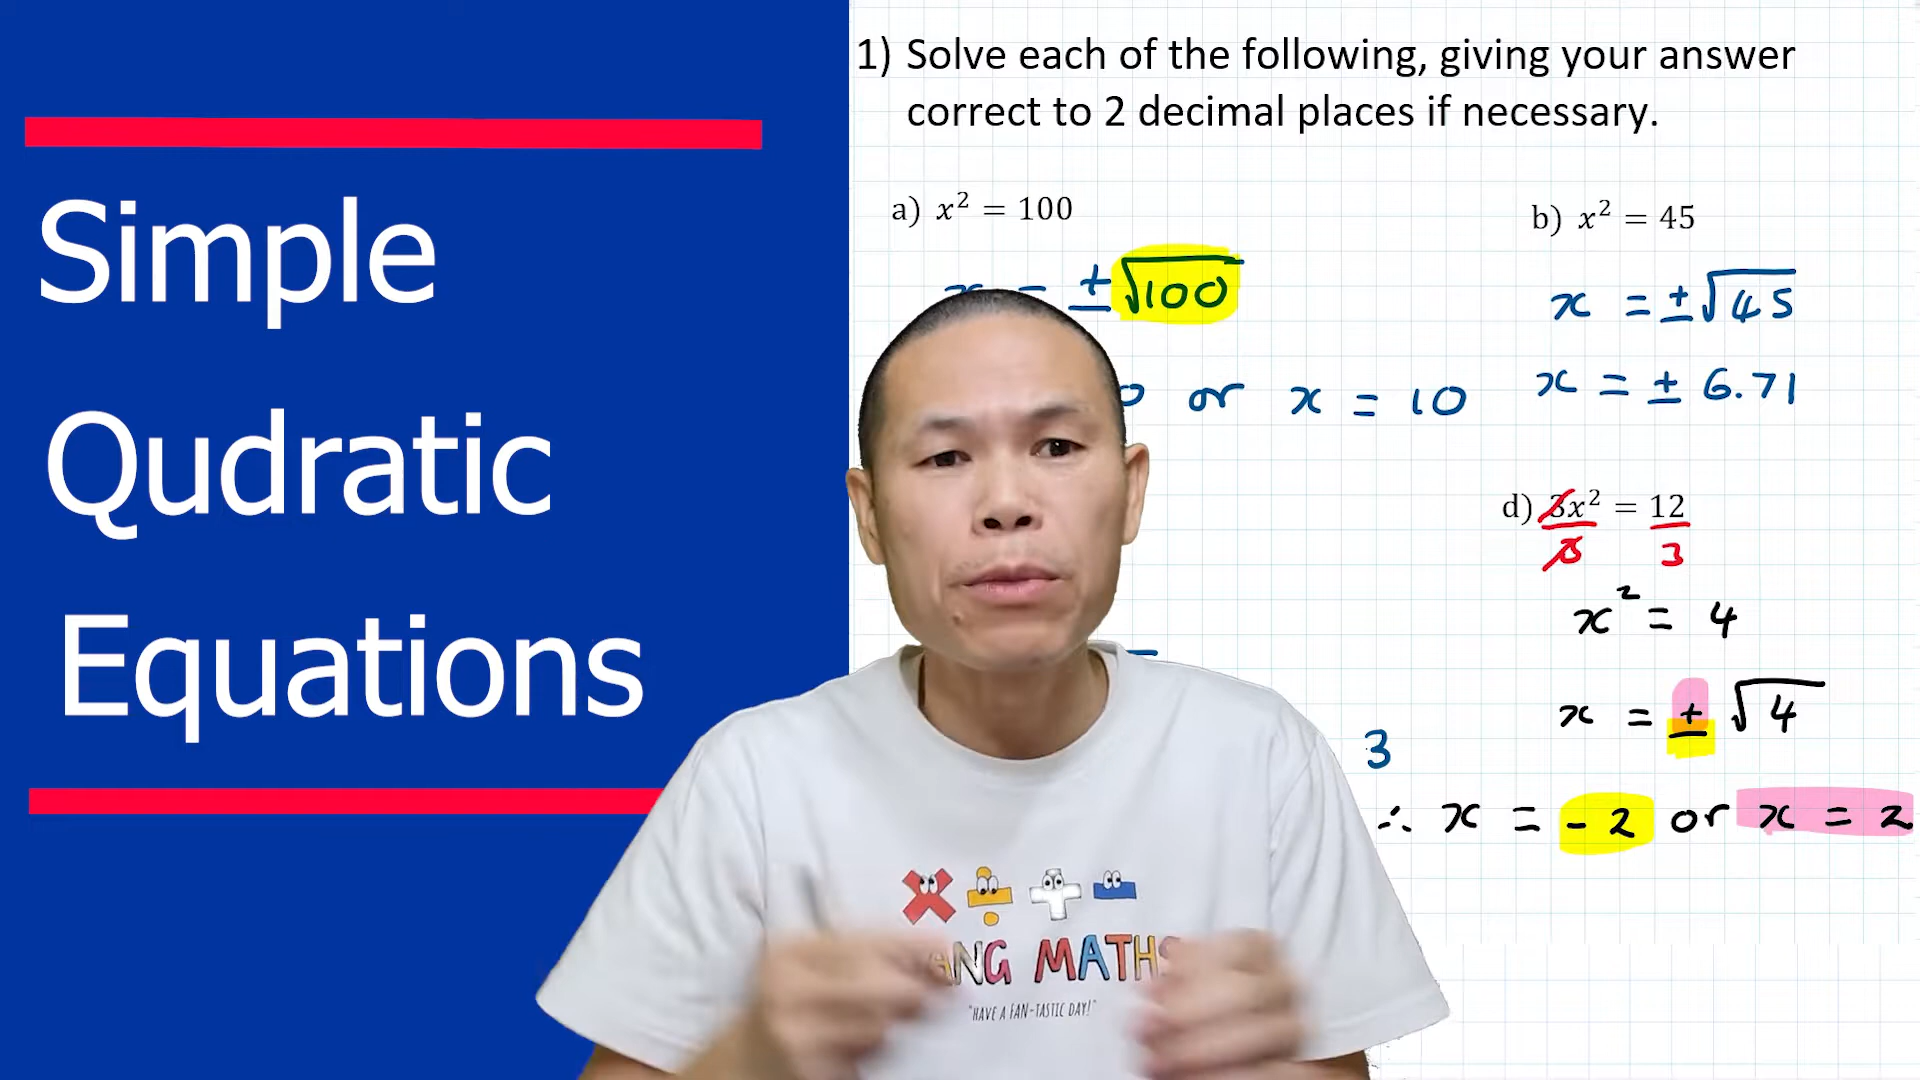 Simple
Qudratic
Equations
1) Solve each of the following, giving your answer
correct to 2 decimal places if necessary.
a) x² = 100
= ±√100
or x = 10
b) x² = 45
x = ±√45
x = ± 6.71
3
d) 3x² = 12
3 3
x² = 4
x = ± √4
∴ x = -2 or x = 2
MATHS
"HAVE A FAN-TASTIC DAY!"